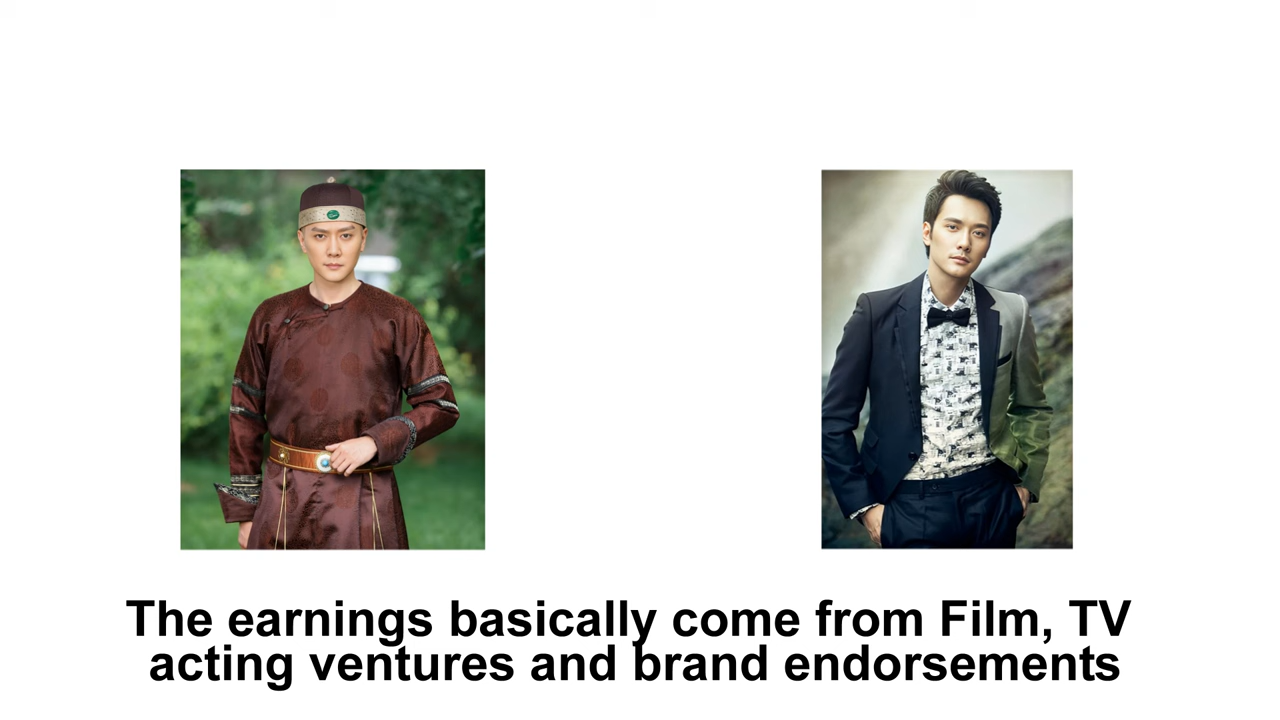 The earnings basically come from Film, TV
acting ventures and brand endorsements